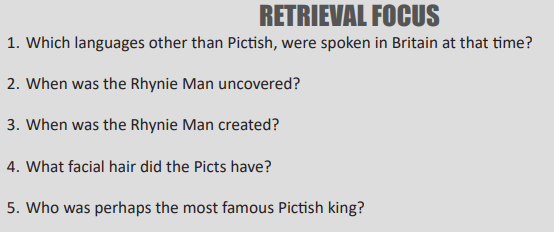 RETRIEVAL FOCUS
1. Which languages other than Pictish, were spoken in Britain at that time?
2. When was the Rhynie Man uncovered?
3. When was the Rhynie Man created?
4. What facial hair did the Picts have?
5. Who was perhaps the most famous Pictish king?